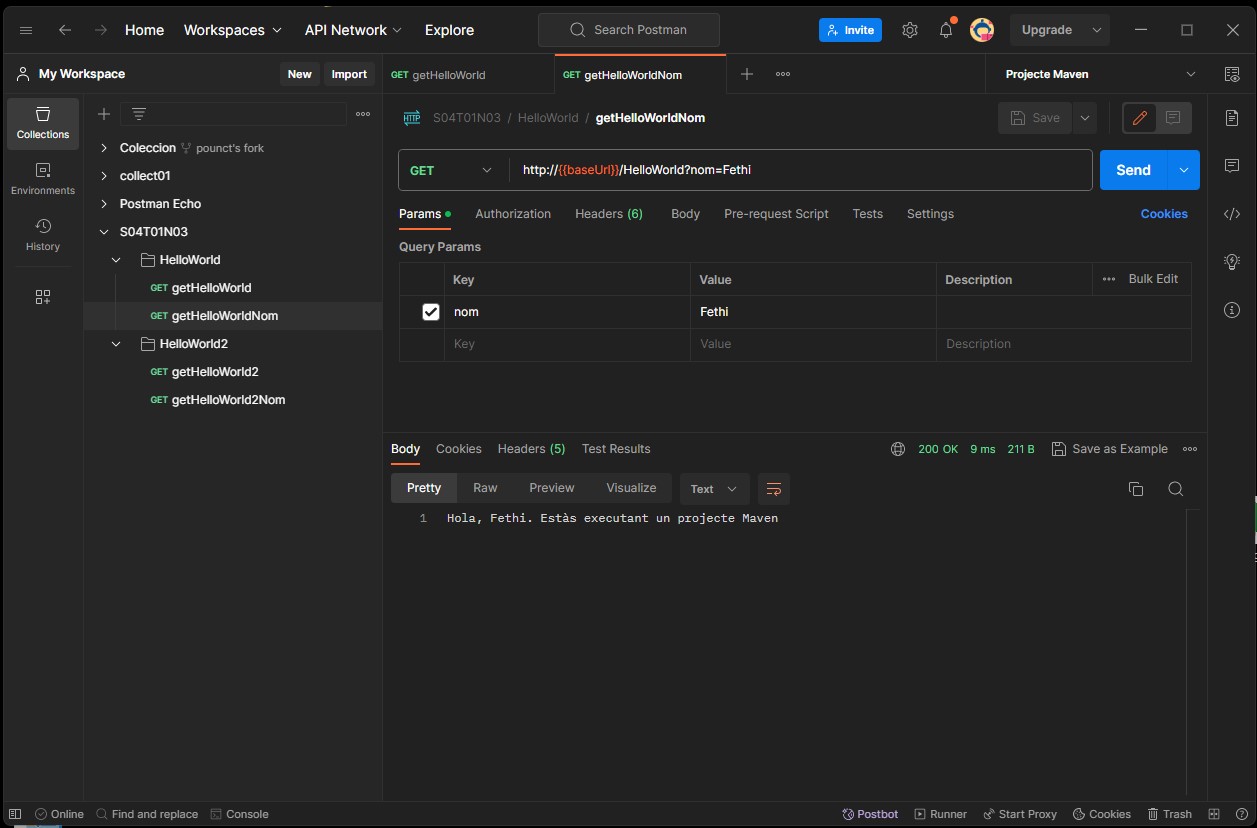 Home Workspaces API Network Explore Search Postman Invite Upgrade
My Workspace New Import GET getHelloWorld GET getHelloWorldNom Projecte Maven
Collections
Environments
History
Coleccion pounct's fork
collect01
Postman Echo
S04T01N03
HelloWorld
GET getHelloWorld
GET getHelloWorldNom
HelloWorld2
GET getHelloWorld2
GET getHelloWorld2Nom
HTTP S04T01N03 / HelloWorld / getHelloWorldNom Save
GET http://{{baseUrl}}/HelloWorld?nom=Fethi Send
Params Authorization Headers (6) Body Pre-request Script Tests Settings Cookies
Query Params
Key Value Description Bulk Edit
nom Fethi
Key Value Description
Body Cookies Headers (5) Test Results 200 OK 9 ms 211 B Save as Example
Pretty Raw Preview Visualize Text
1 Hola, Fethi. Estàs executant un projecte Maven
Online Find and replace Console Postbot Runner Start Proxy Cookies Trash